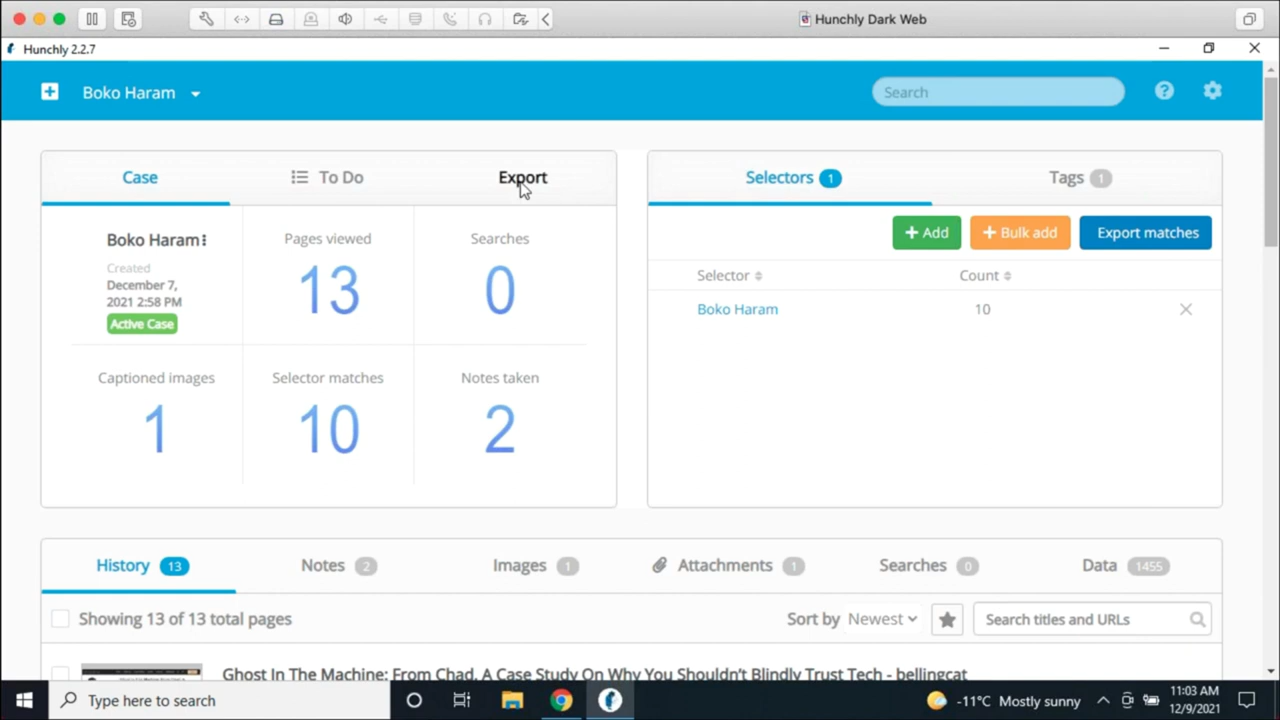 Hunchly Dark Web
Hunchly 2.2.7
Boko Haram
Search
Case
To Do
Export
Boko Haram
Created
December 7,
2021 2:58 PM
Active Case
Pages viewed
13
Searches
0
Captioned images
1
Selector matches
10
Notes taken
2
Selectors 1
Tags 1
+ Add
+ Bulk add
Export matches
Selector
Count
Boko Haram
10
History 13
Notes 2
Images 1
Attachments 1
Searches 0
Data 1455
Showing 13 of 13 total pages
Sort by Newest
Search titles and URLs
Ghost In The Machine: From Chad, A Case Study On Why You Shouldn't Blindly Trust Tech - bellingcat
Type here to search
-11°C Mostly sunny
11:03 AM
12/9/2021